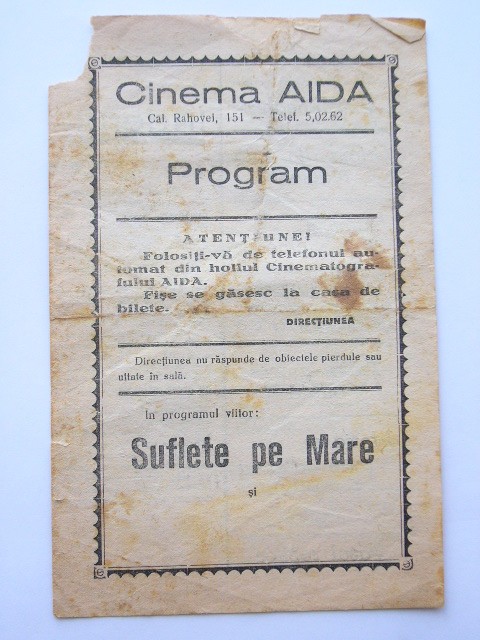 Cinema AIDA
Cal. Rahovei, 151 — Telef. 5,02.62
Program
ATENȚIUNE!
Folosiți-vă de telefonul au-
tomat din hollul Cinematogra-
fului AIDA.
Fișe se găsesc la casa de
bilete.
DIRECȚIUNEA
Direcțiunea nu răspunde de obiectele pierdute sau
uitate în sală.
In programul viitor:
Suflete pe Mare
și